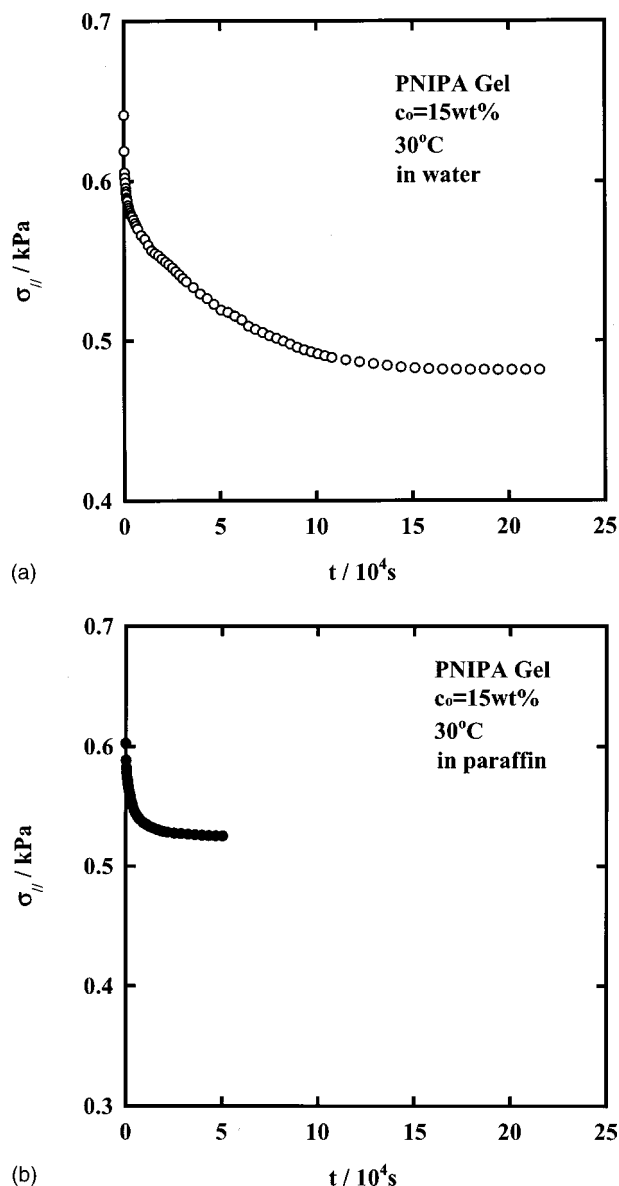 0.7
PNIPA Gel
c₀=15wt%
30°C
in water
0.6
σ// / kPa
0.5
0.4
0 5 10 15 20 25
(a) t / 10⁴s
0.7
PNIPA Gel
c₀=15wt%
30°C
in paraffin
0.6
σ// / kPa
0.5
0.4
0.3
0 5 10 15 20 25
(b) t / 10⁴s